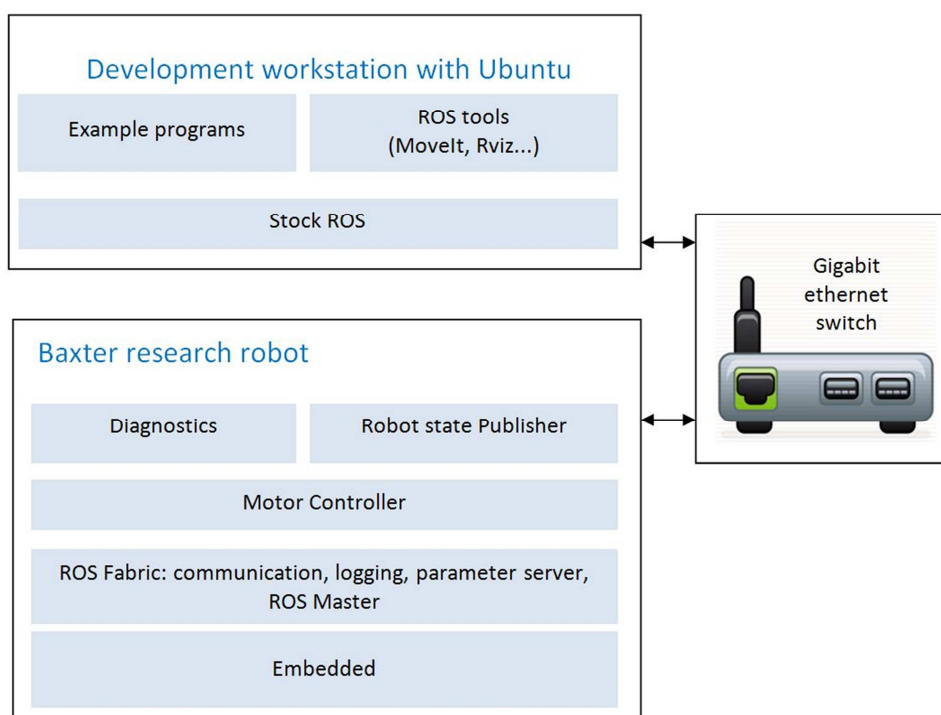 Development workstation with Ubuntu
Example programs
ROS tools
(MoveIt, Rviz...)
Stock ROS
Gigabit
ethernet
switch
Baxter research robot
Diagnostics
Robot state Publisher
Motor Controller
ROS Fabric: communication, logging, parameter server,
ROS Master
Embedded